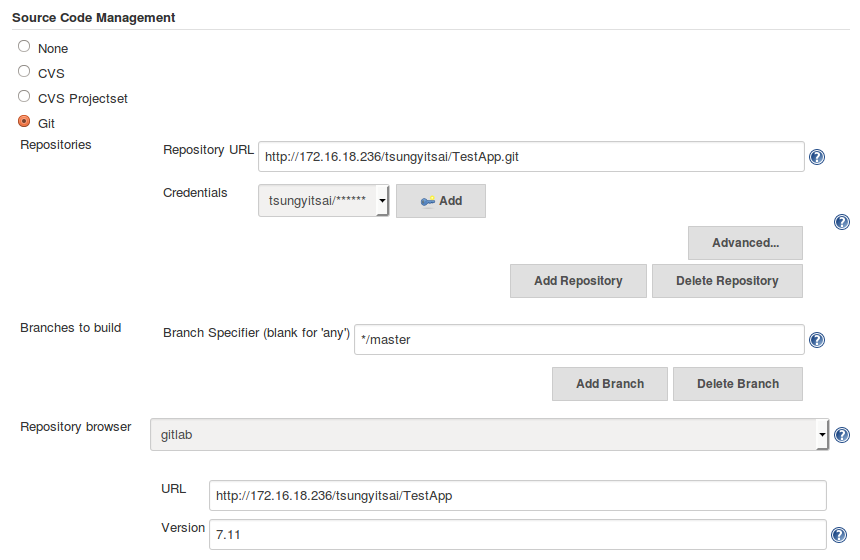 Source Code Management
None
CVS
CVS Projectset
Git
Repositories
Repository URL http://172.16.18.236/tsungyitsai/TestApp.git
Credentials tsungyitsai/****** Add
Advanced...
Add Repository Delete Repository
Branches to build Branch Specifier (blank for 'any') */master
Add Branch Delete Branch
Repository browser gitlab
URL http://172.16.18.236/tsungyitsai/TestApp
Version 7.11